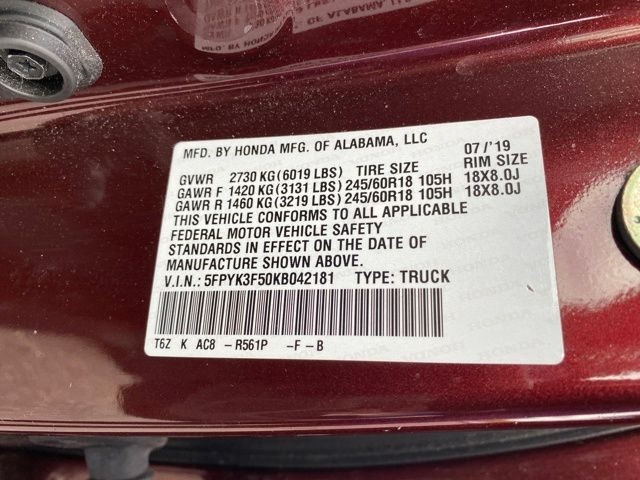 MFD. BY HONDA MFG. OF ALABAMA, LLC 07/'19
GVWR 2730 KG (6019 LBS) TIRE SIZE RIM SIZE
GAWR F 1420 KG (3131 LBS) 245/60R18 105H 18X8.0J
GAWR R 1460 KG (3219 LBS) 245/60R18 105H 18X8.0J
THIS VEHICLE CONFORMS TO ALL APPLICABLE
FEDERAL MOTOR VEHICLE SAFETY
STANDARDS IN EFFECT ON THE DATE OF
MANUFACTURE SHOWN ABOVE.
V.I.N.: 5FPYK3F50KB042181 TYPE: TRUCK
T6Z K AC8 -R561P -F-B